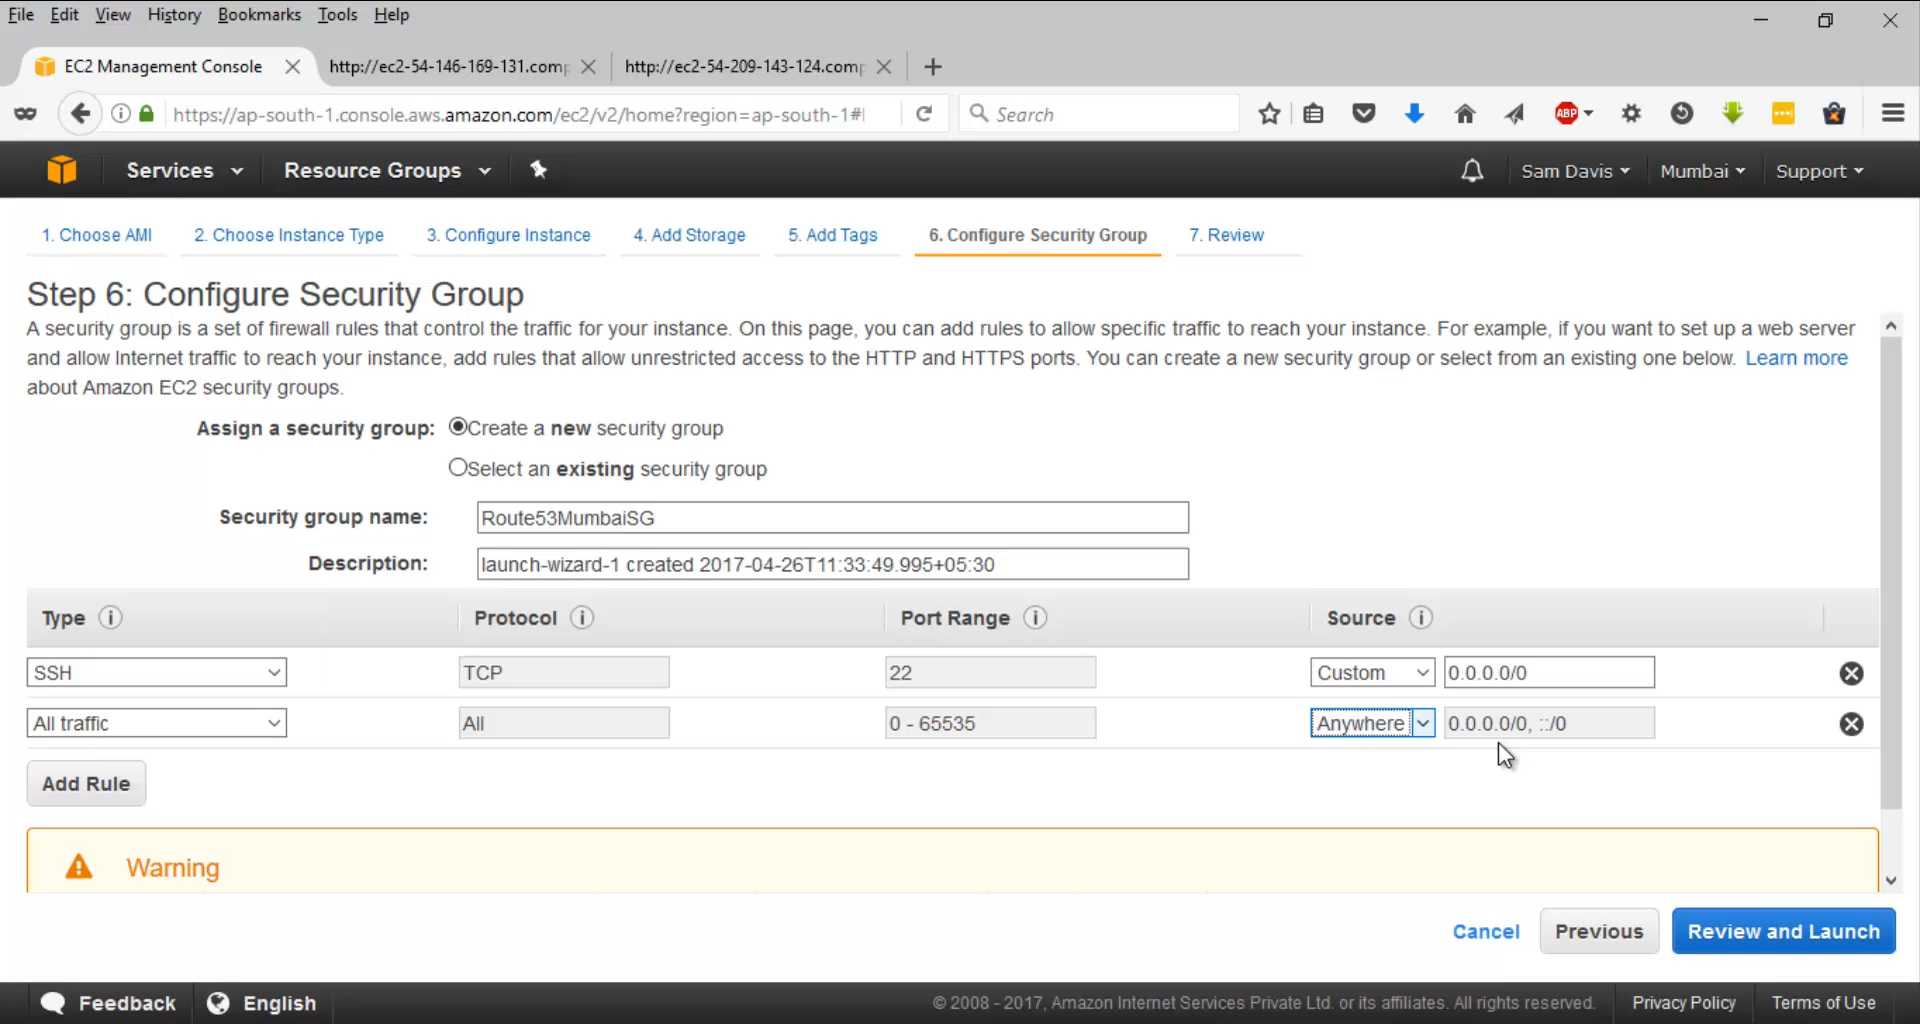 File Edit View History Bookmarks Tools Help
EC2 Management Console
http://ec2-54-146-169-131.comp
http://ec2-54-209-143-124.comp
https://ap-south-1.console.aws.amazon.com/ec2/v2/home?region=ap-south-1#
Search
ABP
Services Resource Groups Sam Davis Mumbai Support
1. Choose AMI 2. Choose Instance Type 3. Configure Instance 4. Add Storage 5. Add Tags 6. Configure Security Group 7. Review
Step 6: Configure Security Group
A security group is a set of firewall rules that control the traffic for your instance. On this page, you can add rules to allow specific traffic to reach your instance. For example, if you want to set up a web server
and allow Internet traffic to reach your instance, add rules that allow unrestricted access to the HTTP and HTTPS ports. You can create a new security group or select from an existing one below. Learn more
about Amazon EC2 security groups.
Assign a security group: Create a new security group
Select an existing security group
Security group name: Route53MumbaiSG
Description: launch-wizard-1 created 2017-04-26T11:33:49.995+05:30
Type i Protocol i Port Range i Source i
SSH TCP 22 Custom 0.0.0.0/0
All traffic All 0 - 65535 Anywhere 0.0.0.0/0, ::/0
Add Rule
Warning
Cancel Previous Review and Launch
Feedback English © 2008 - 2017, Amazon Internet Services Private Ltd. or its affiliates. All rights reserved. Privacy Policy Terms of Use